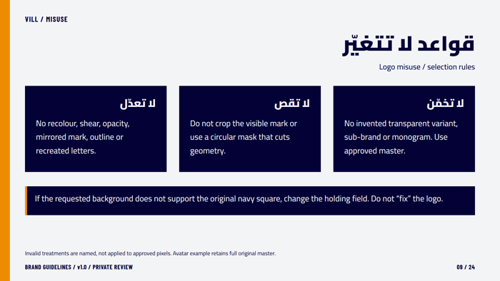 VILL / MISUSE
قواعد لا تتغيّر
Logo misuse / selection rules
لا تخمّن
No invented transparent variant,
sub-brand or monogram. Use
approved master.
لا تقص
Do not crop the visible mark or
use a circular mask that cuts
geometry.
لا تعدّل
No recolour, shear, opacity,
mirrored mark, outline or
recreated letters.
If the requested background does not support the original navy square, change the holding field. Do not “fix” the logo.
Invalid treatments are named, not applied to approved pixels. Avatar example retains full original master.
BRAND GUIDELINES / v1.0 / PRIVATE REVIEW
09 / 24